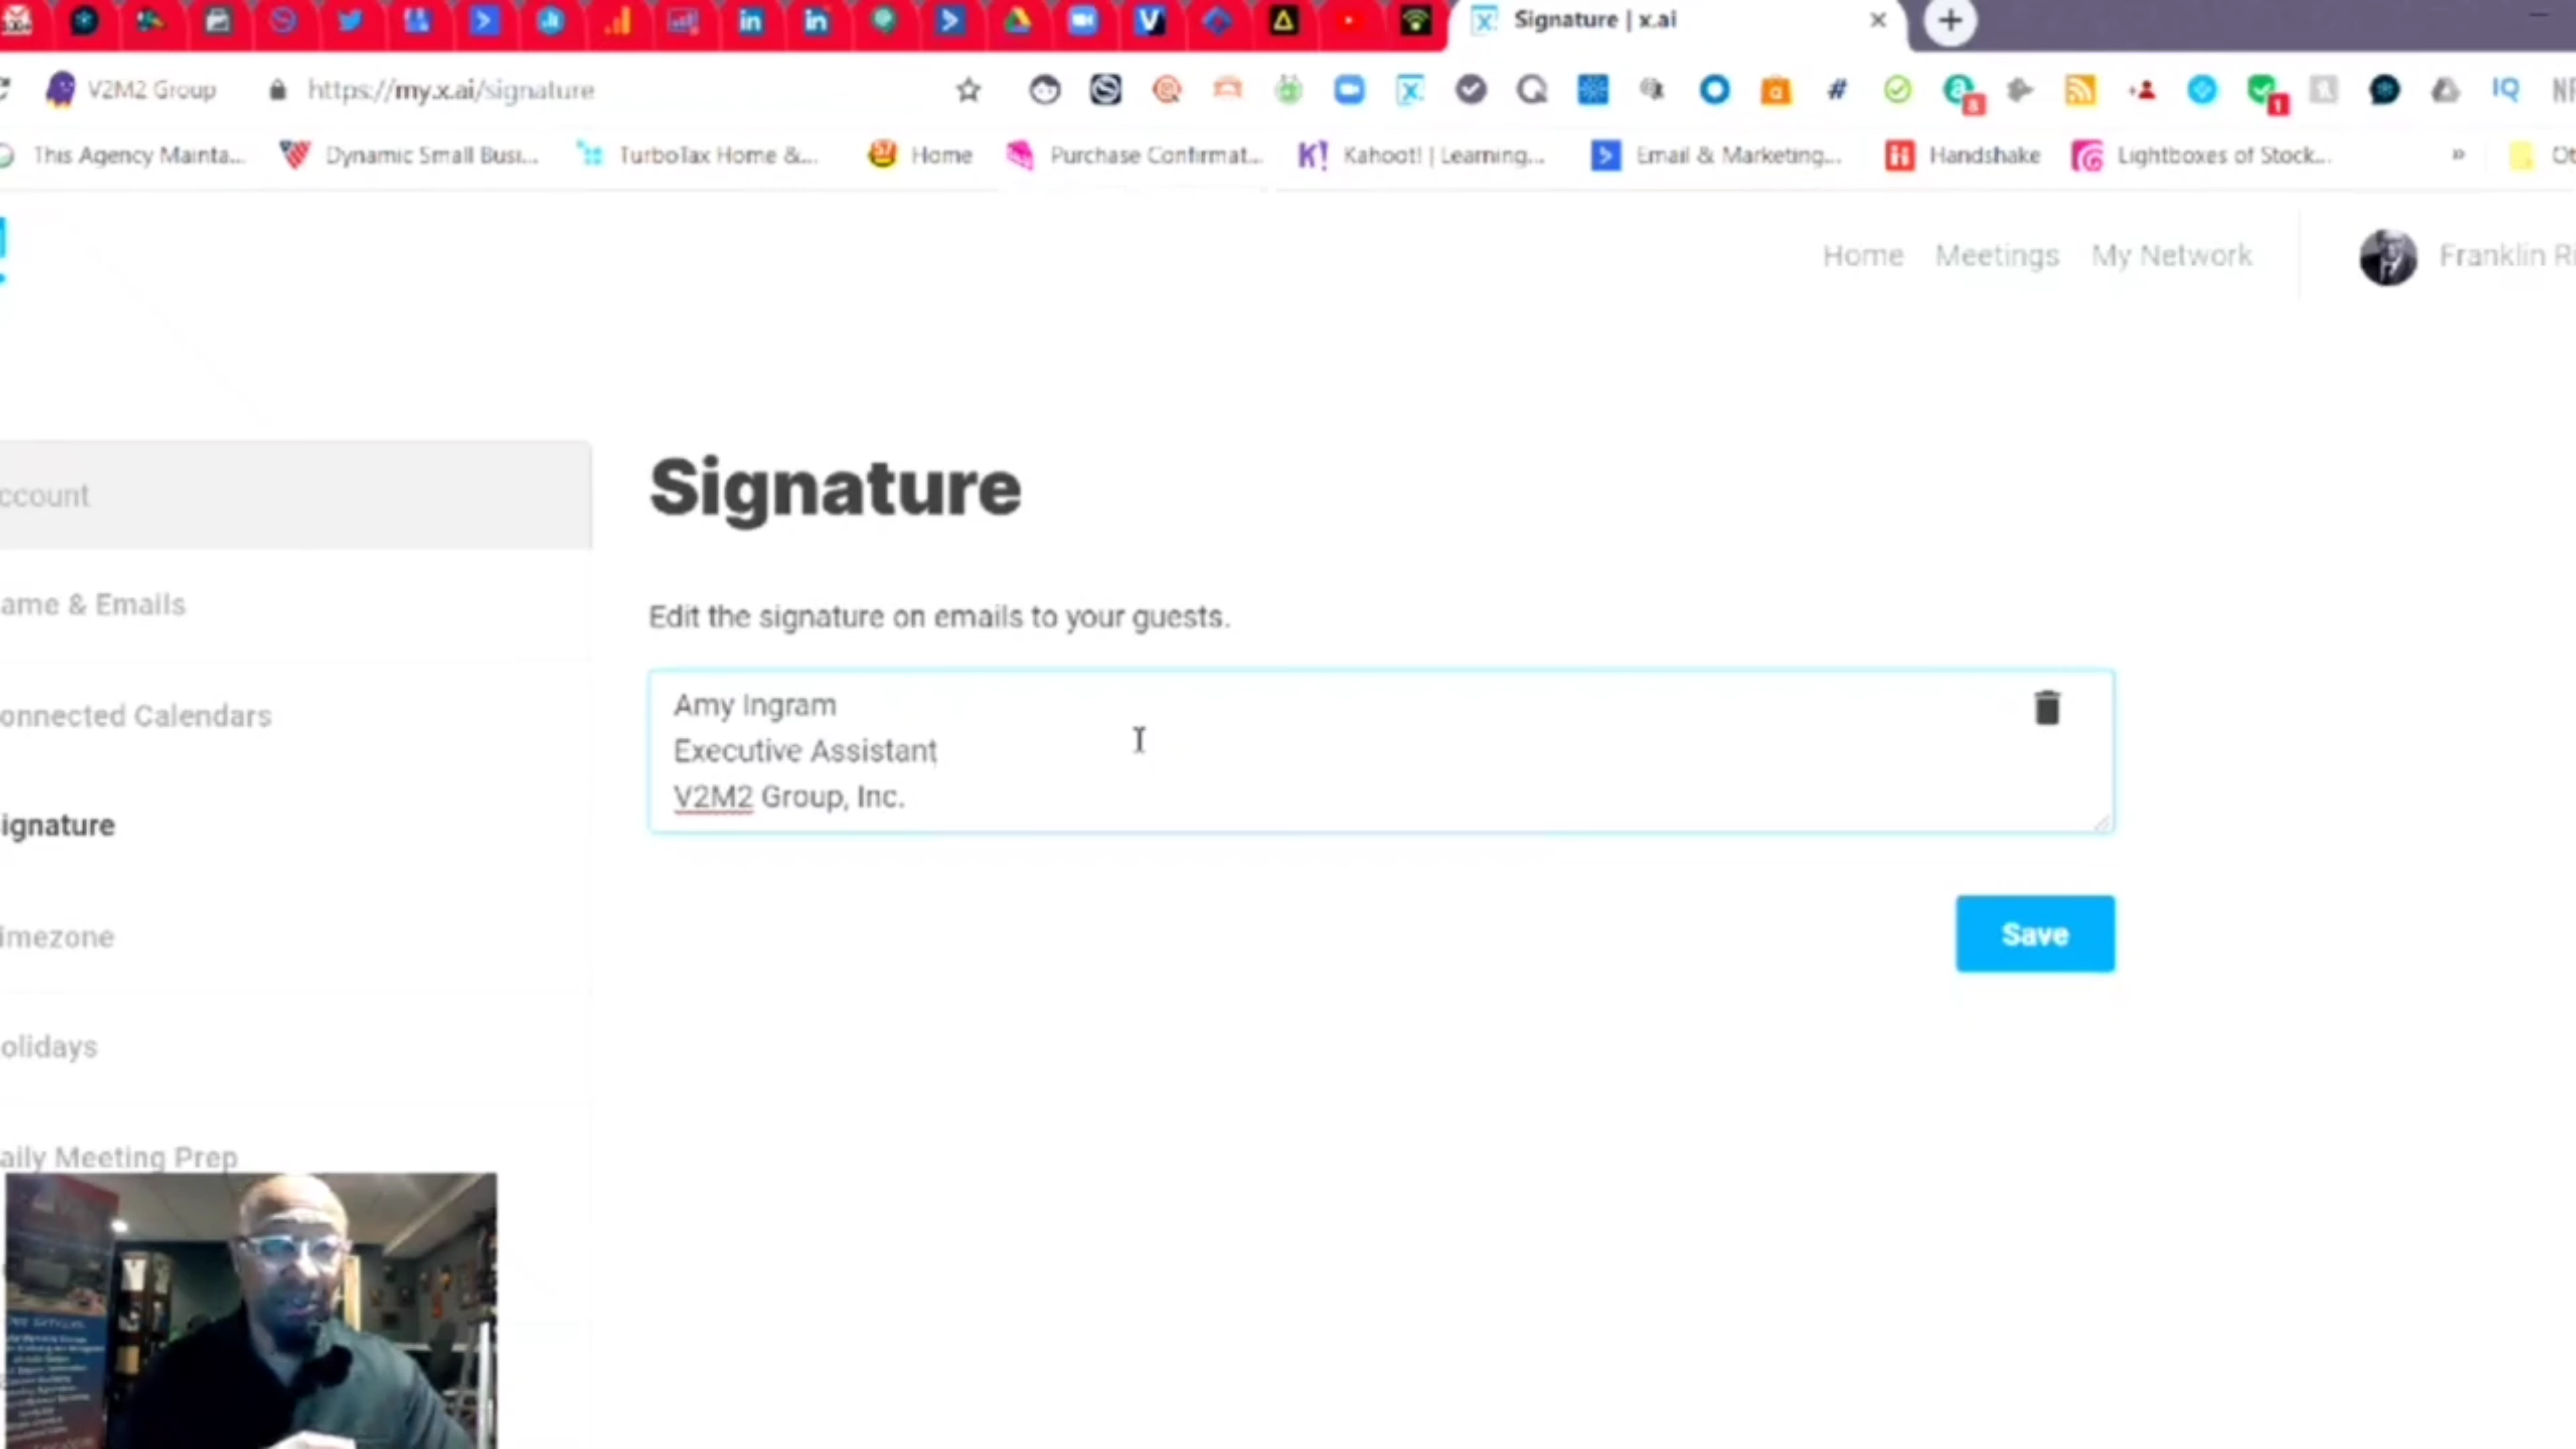 Signature | x.ai
V2M2 Group
https://my.x.ai/signature
This Agency Mainta...
Dynamic Small Busi...
TurboTax Home &...
Home
Purchase Confirmat...
Kahoot! | Learning...
Email & Marketing...
Handshake
Lightboxes of Stock...
Home
Meetings
My Network
Franklin Ri
ccount
ame & Emails
onnected Calendars
ignature
imezone
olidays
aily Meeting Prep
Signature
Edit the signature on emails to your guests.
Amy Ingram
Executive Assistant
V2M2 Group, Inc.
Save